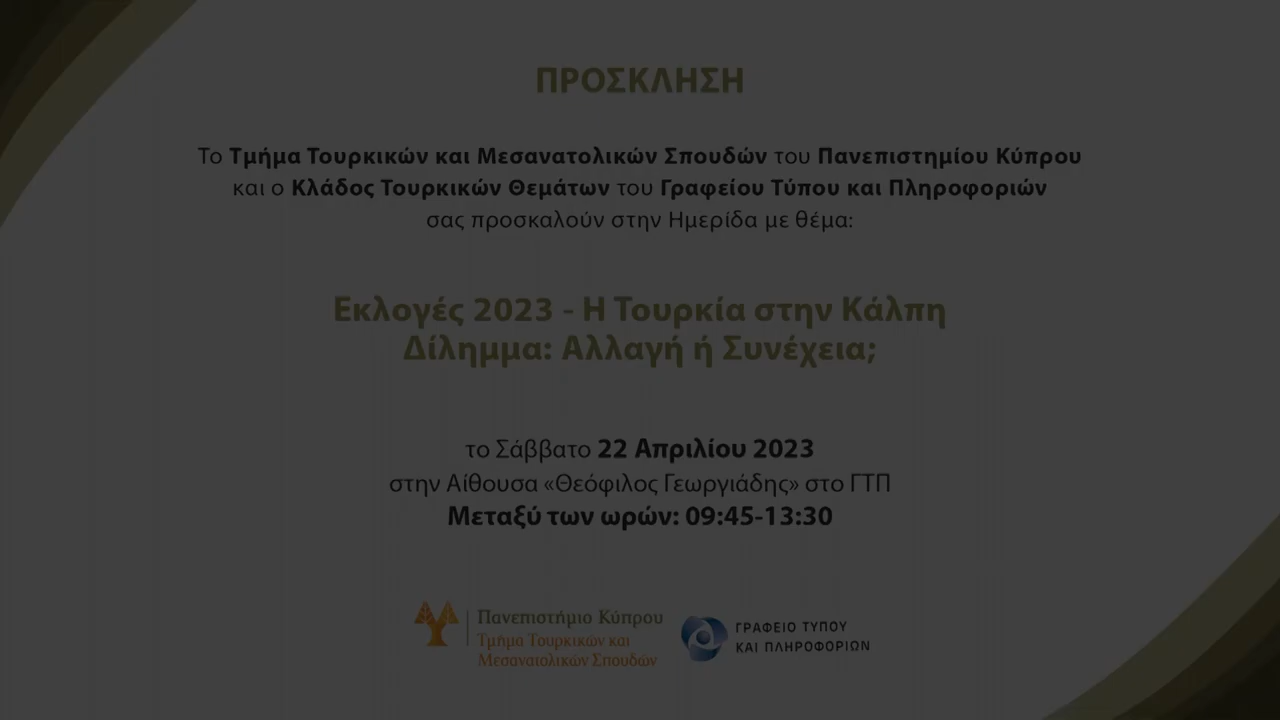 ΠΡΟΣΚΛΗΣΗ
Το Τμήμα Τουρκικών και Μεσανατολικών Σπουδών του Πανεπιστημίου Κύπρου
και ο Κλάδος Τουρκικών Θεμάτων του Γραφείου Τύπου και Πληροφοριών
σας προσκαλούν στην Ημερίδα με θέμα:
Εκλογές 2023 - Η Τουρκία στην Κάλπη
Δίλημμα: Αλλαγή ή Συνέχεια;
το Σάββατο 22 Απριλίου 2023
στην Αίθουσα «Θεόφιλος Γεωργιάδης» στο ΓΤΠ
Μεταξύ των ωρών: 09:45-13:30
Πανεπιστήμιο Κύπρου
Τμήμα Τουρκικών και
Μεσανατολικών Σπουδών
ΓΡΑΦΕΙΟ ΤΥΠΟΥ
ΚΑΙ ΠΛΗΡΟΦΟΡΙΩΝ